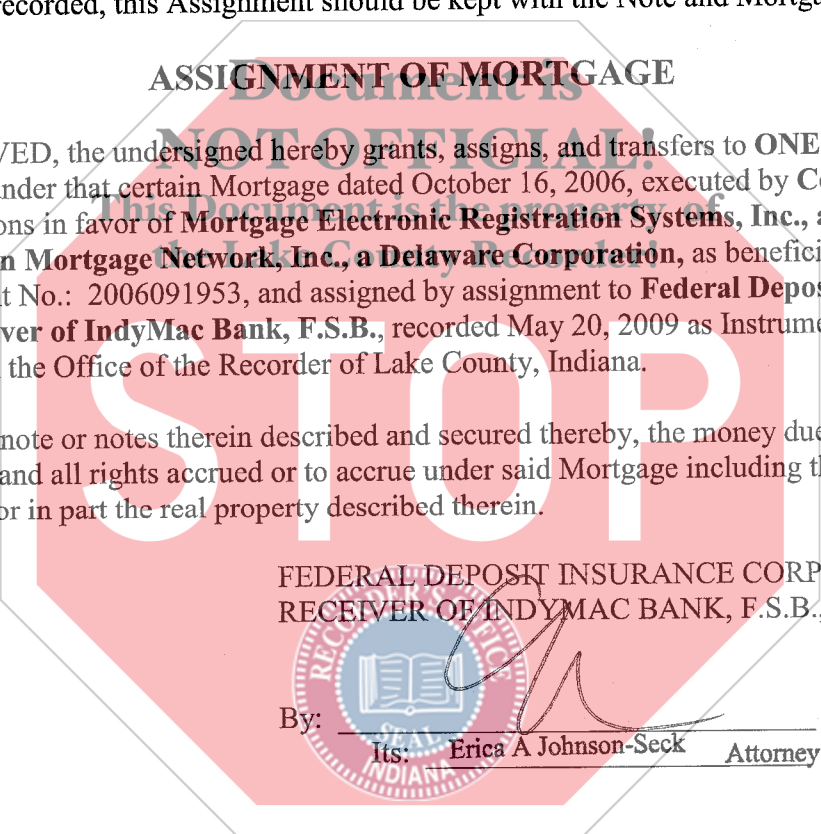 recorded, this Assignment should be kept with the Note and Mortga
ASSIGNMENT OF MORTGAGE
Document is
NOT OFFICIAL!
This Document is the property of
the Lake County Recorder!
VED, the undersigned hereby grants, assigns, and transfers to ONE
nder that certain Mortgage dated October 16, 2006, executed by C
ons in favor of Mortgage Electronic Registration Systems, Inc., a
n Mortgage Network, Inc., a Delaware Corporation, as benefici
t No.: 2006091953, and assigned by assignment to Federal Depos
ver of IndyMac Bank, F.S.B., recorded May 20, 2009 as Instrume
the Office of the Recorder of Lake County, Indiana.
STOP
note or notes therein described and secured thereby, the money due
and all rights accrued or to accrue under said Mortgage including th
or in part the real property described therein.
FEDERAL DEPOSIT INSURANCE CORP
RECEIVER OF INDYMAC BANK, F.S.B.,
RECORDER'S OFFICE
SEAL
INDIANA
By:
Its: Erica A Johnson-Seck Attorney